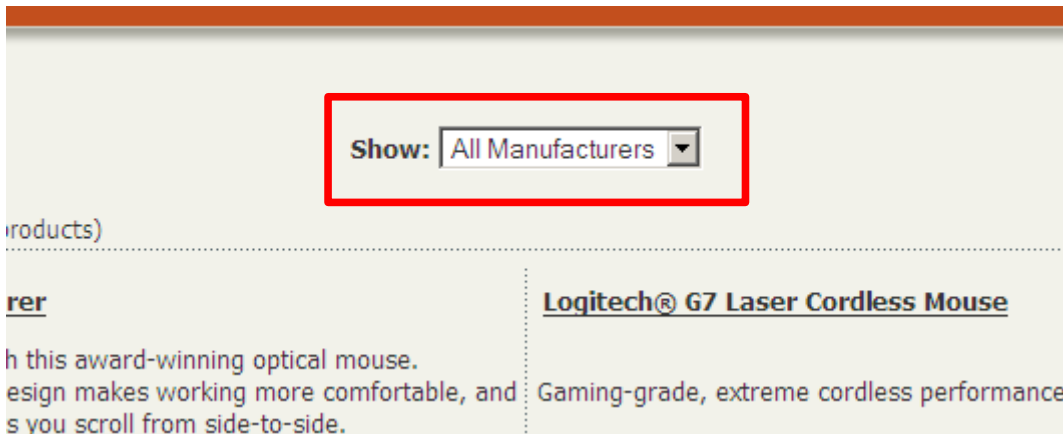 Show: All Manufacturers
products)
rer
Logitech® G7 Laser Cordless Mouse
h this award-winning optical mouse.
esign makes working more comfortable, and
s you scroll from side-to-side.
Gaming-grade, extreme cordless performance